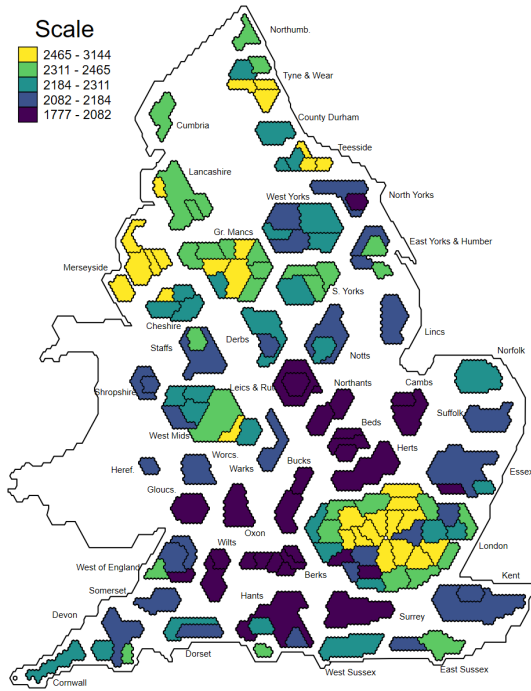 Scale
2465 - 3144
2311 - 2465
2184 - 2311
2082 - 2184
1777 - 2082
Northumb.
Tyne & Wear
County Durham
Cumbria
Teesside
Lancashire
West Yorks
North Yorks
Gr. Mancs
East Yorks & Humber
Merseyside
S. Yorks
Cheshire
Derbs
Lincs
Staffs
Notts
Norfolk
Shropshire
Leics & Rut
Northants
Cambs
Suffolk
Beds
West Mids
Herts
Worcs.
Warks
Bucks
Heref.
Essex
Gloucs.
Oxon
Wilts
London
West of England
Berks
Kent
Somerset
Hants
Devon
Surrey
Dorset
East Sussex
West Sussex
Cornwall